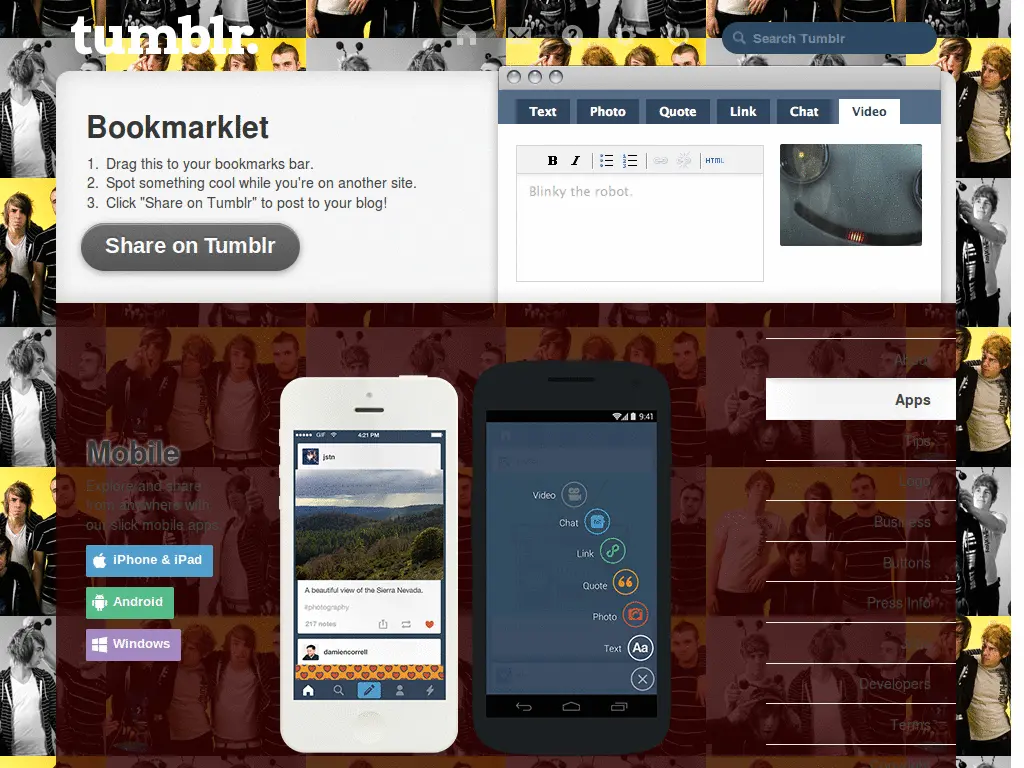 tumblr.
Search Tumblr
Text Photo Quote Link Chat Video
HTML
Blinky the robot.
Bookmarklet
1. Drag this to your bookmarks bar.
2. Spot something cool while you're on another site.
3. Click "Share on Tumblr" to post to your blog!
Share on Tumblr
About
Apps
Tips
Logo
Business
Buttons
Press Info
Developers
Terms
Mobile
Explore and share
from anywhere with
our slick mobile apps.
iPhone & iPad
Android
Windows
GIF 4:21 PM
jstn
A beautiful view of the Sierra Nevada.
#photography
217 notes
damiencorrell
9:41
Video
Chat
Link
Quote
Photo
Text Aa